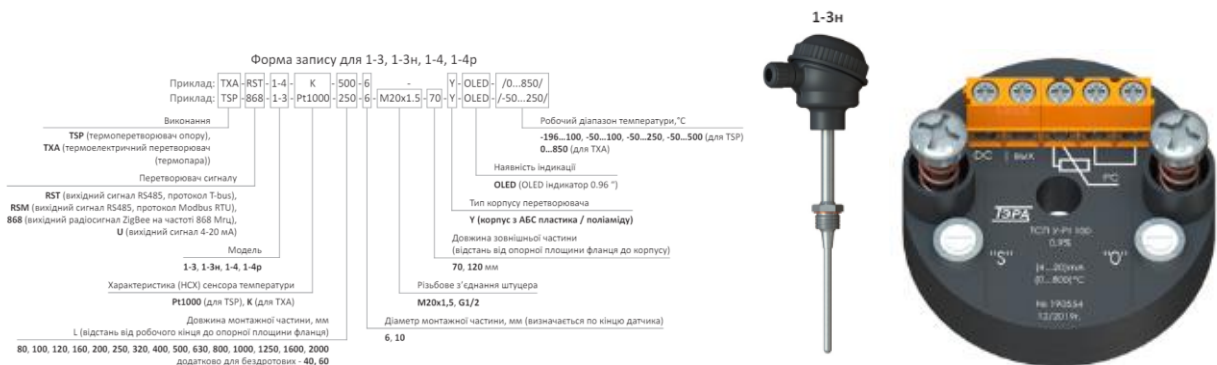 1-3н
Форма запису для 1-3, 1-3н, 1-4, 1-4р
Приклад: TXA-RST-1-4-K-500-6--Y-OLED-/0...850/
Приклад: TSP-868-1-3-Pt1000-250-6-M20x1.5-70-Y-OLED-/-50...250/
Виконання
TSP (термоперетворювач опору),
TXA (термоелектричний перетворювач
(термопара))
Перетворювач сигналу
RST (вихідний сигнал RS485, протокол T-bus),
RSM (вихідний сигнал RS485, протокол Modbus RTU),
868 (вихідний радіосигнал ZigBee на частоті 868 Мгц),
U (вихідний сигнал 4-20 мА)
Модель
1-3, 1-3н, 1-4, 1-4р
Характеристика (НСХ) сенсора температури
Pt1000 (для TSP), K (для TXA)
Довжина монтажної частини, мм
L (відстань від робочого кінця до опорної площини фланця)
80, 100, 120, 160, 200, 250, 320, 400, 500, 630, 800, 1000, 1250, 1600, 2000
додатково для бездротових - 40, 60
Робочий діапазон температури,°C
-196...100, -50...100, -50...250, -50...500 (для TSP)
0...850 (для TXA)
Наявність індикації
OLED (OLED індикатор 0.96 ")
Тип корпусу перетворювача
Y (корпус з АБС пластика / поліаміду)
Довжина зовнішньої частини
(відстань від опорної площини фланця до корпусу)
70, 120 мм
Різьбове з'єднання штуцера
M20x1,5, G1/2
Діаметр монтажної частини, мм (визначається по кінцю датчика)
6, 10
DC | вых
PC
ТЭРА
ТСП У-Pt 100
0,9%
"S" "0"
(4...20)mA
(0...800)°C
№ 190554
12/2019г.